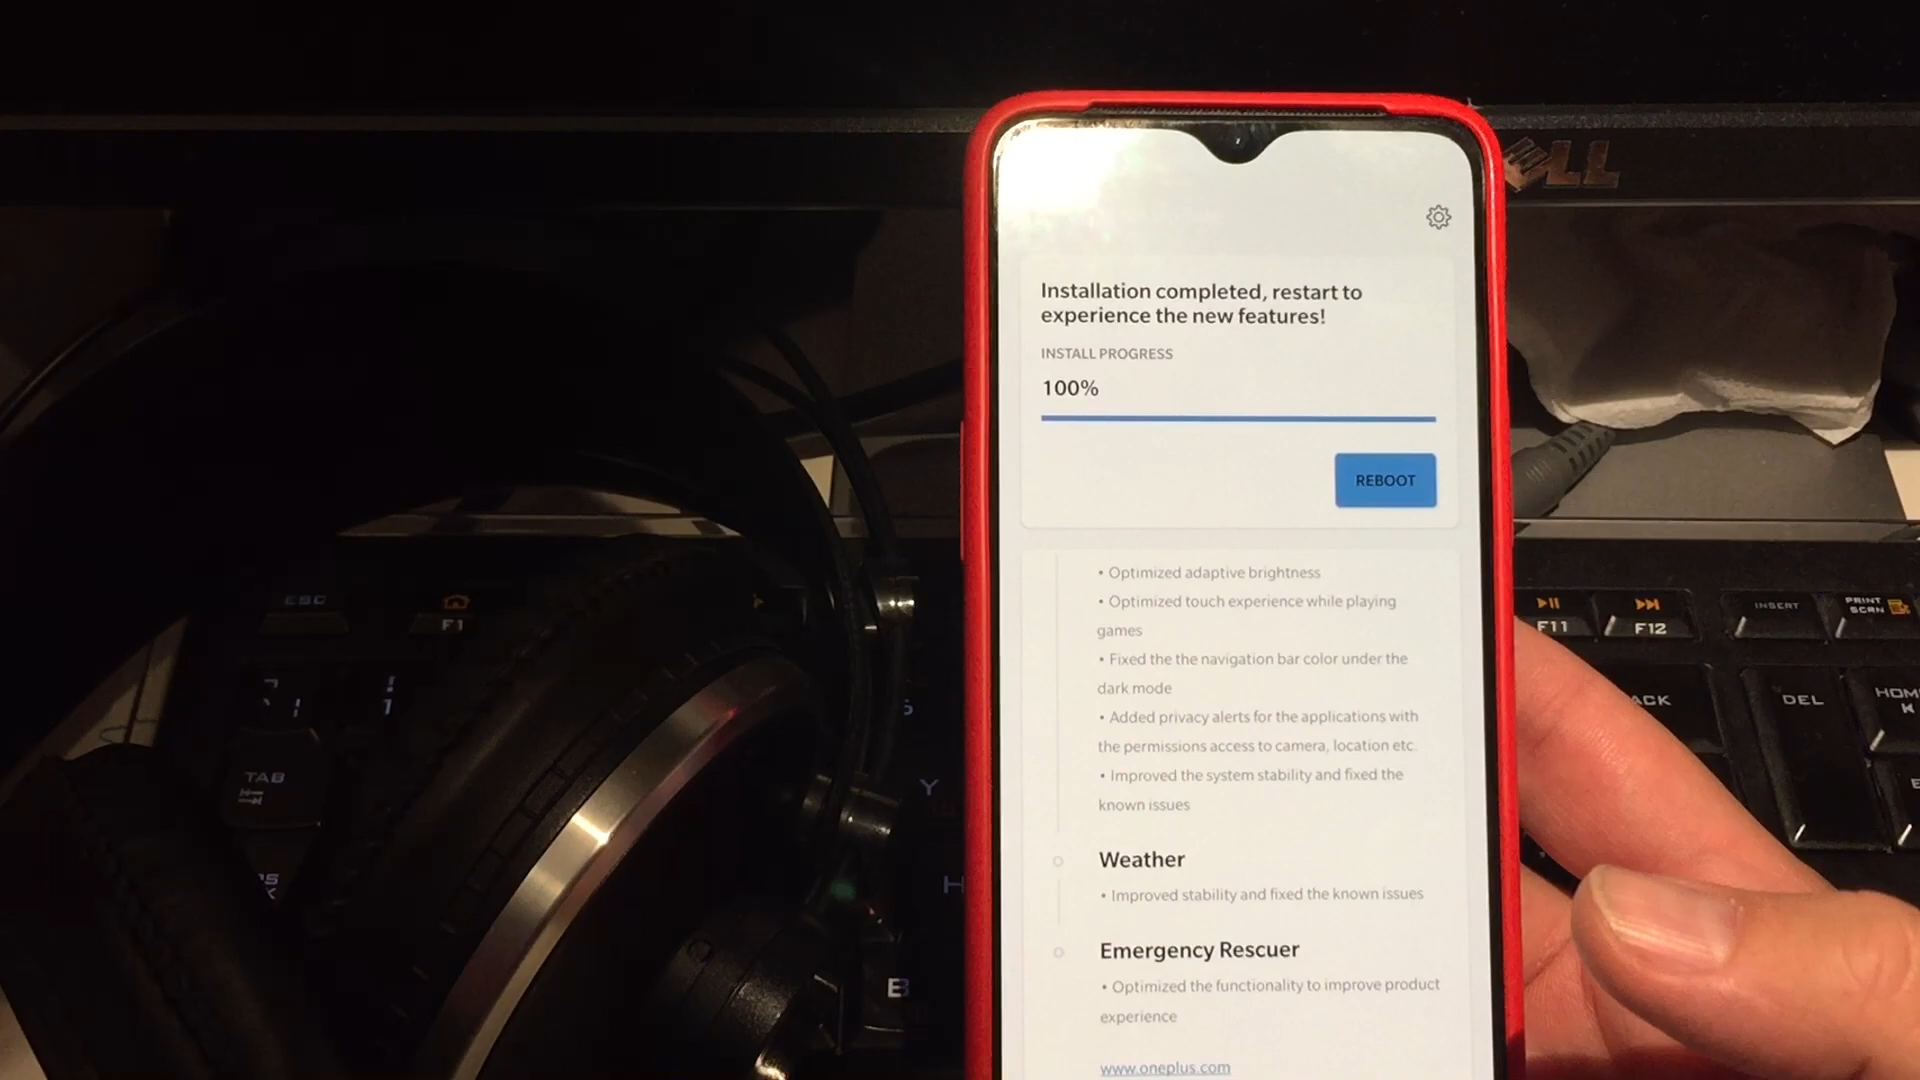 ELL
Installation completed, restart to
experience the new features!
INSTALL PROGRESS
100%
REBOOT
• Optimized adaptive brightness
• Optimized touch experience while playing
games
• Fixed the the navigation bar color under the
dark mode
• Added privacy alerts for the applications with
the permissions access to camera, location etc.
• Improved the system stability and fixed the
known issues
Weather
• Improved stability and fixed the known issues
Emergency Rescuer
• Optimized the functionality to improve product
experience
www.oneplus.com
ESC
F1
F11
F12
INSERT
PRINT
SCRN
TAB
ACK
DEL
HOM
K
Y
H
B